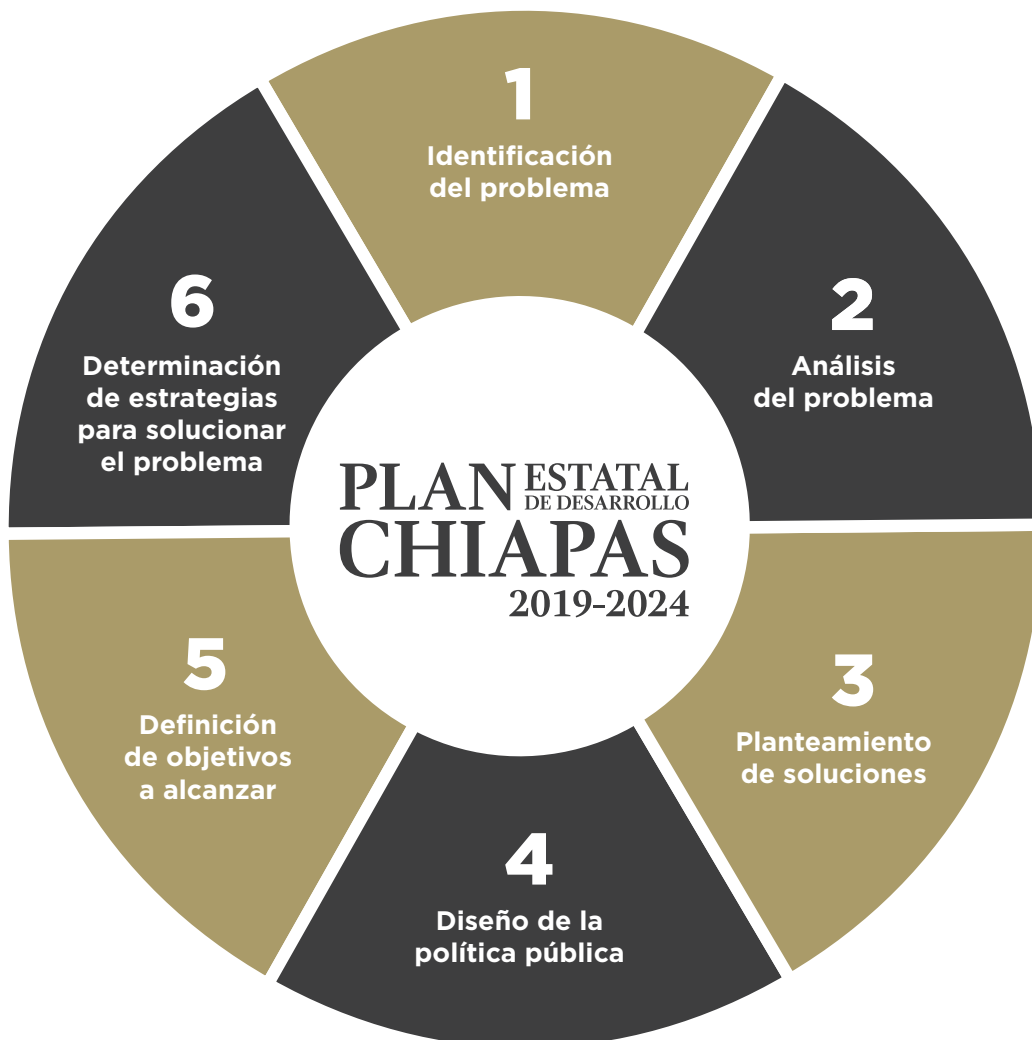 1
Identificación
del problema
2
Análisis
del problema
3
Planteamiento
de soluciones
4
Diseño de la
política pública
5
Definición
de objetivos
a alcanzar
6
Determinación
de estrategias
para solucionar
el problema
PLAN ESTATAL
DE DESARROLLO
CHIAPAS
2019-2024